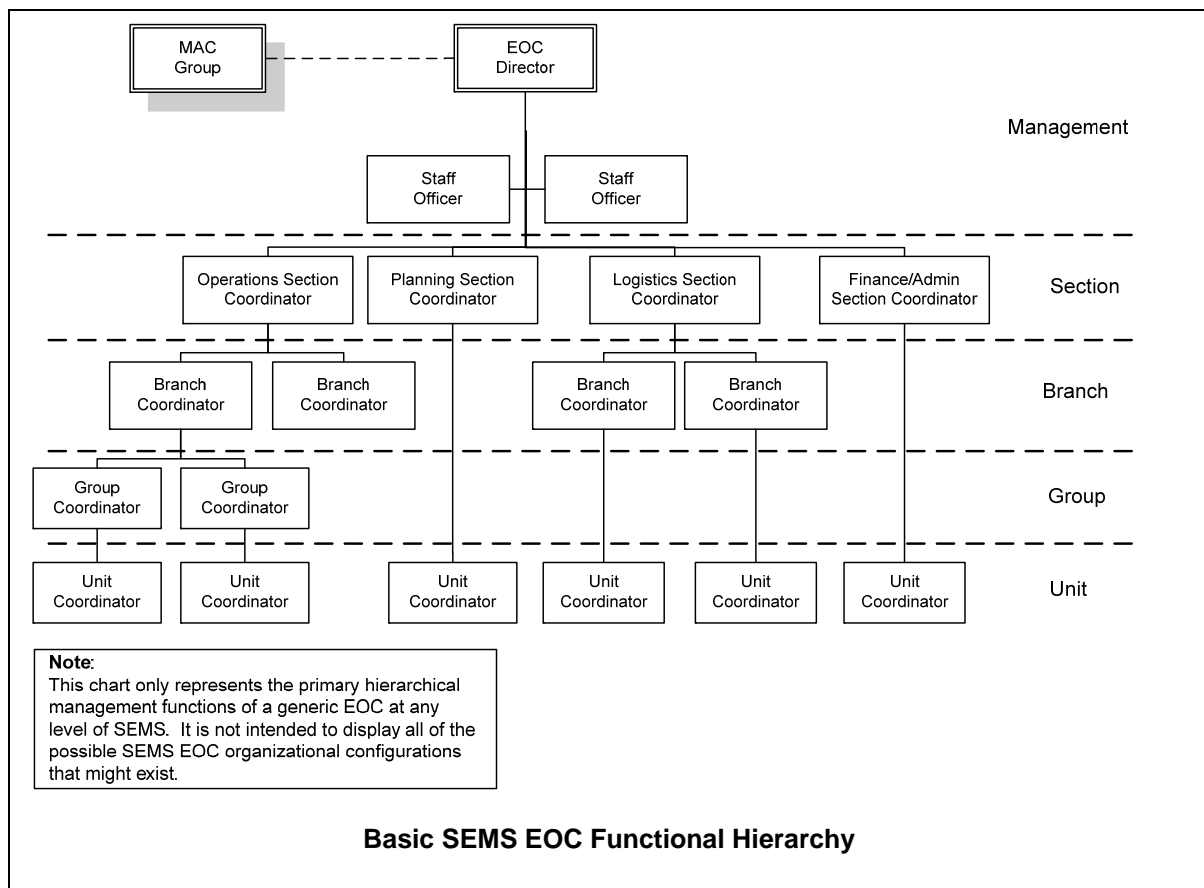 MAC
Group
EOC
Director
Management
Staff
Officer
Staff
Officer
Operations Section
Coordinator
Planning Section
Coordinator
Logistics Section
Coordinator
Finance/Admin
Section Coordinator
Section
Branch
Coordinator
Branch
Coordinator
Branch
Coordinator
Branch
Coordinator
Branch
Group
Coordinator
Group
Coordinator
Group
Unit
Coordinator
Unit
Coordinator
Unit
Coordinator
Unit
Coordinator
Unit
Coordinator
Unit
Coordinator
Unit
Note:
This chart only represents the primary hierarchical
management functions of a generic EOC at any
level of SEMS.  It is not intended to display all of the
possible SEMS EOC organizational configurations
that might exist.
Basic SEMS EOC Functional Hierarchy